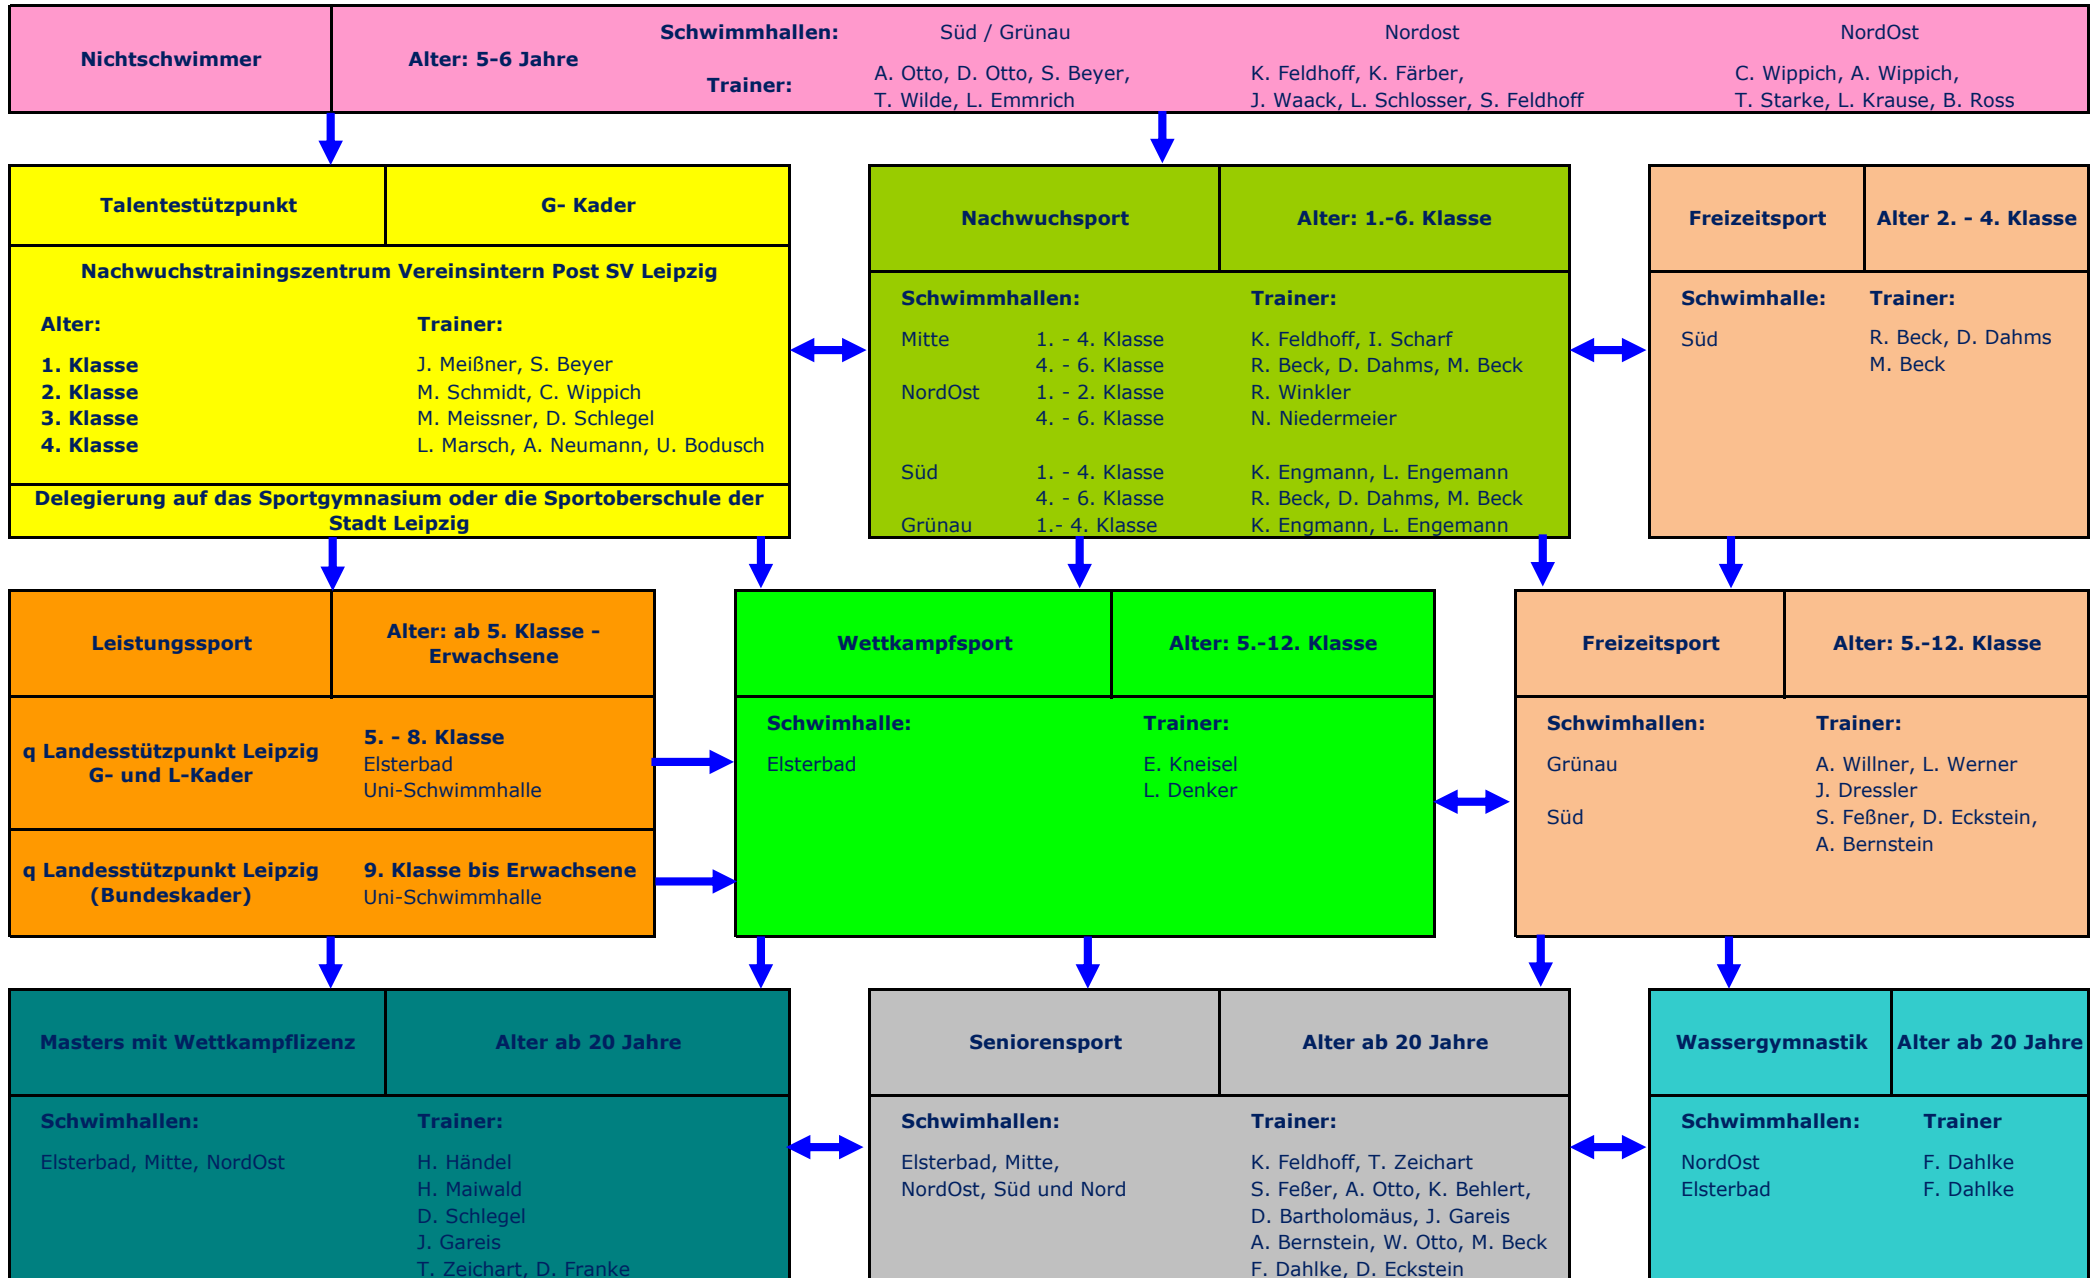 Nichtschwimmer
Alter: 5-6 Jahre
Schwimmhallen: Süd / Grünau Nordost NordOst
Trainer:
A. Otto, D. Otto, S. Beyer,
T. Wilde, L. Emmrich
K. Feldhoff, K. Färber,
J. Waack, L. Schlosser, S. Feldhoff
C. Wippich, A. Wippich,
T. Starke, L. Krause, B. Ross
Talentestützpunkt
G- Kader
Nachwuchstrainingszentrum Vereinsintern Post SV Leipzig
Alter: Trainer:
1. Klasse J. Meißner, S. Beyer
2. Klasse M. Schmidt, C. Wippich
3. Klasse M. Meissner, D. Schlegel
4. Klasse L. Marsch, A. Neumann, U. Bodusch
Delegierung auf das Sportgymnasium oder die Sportoberschule der
Stadt Leipzig
Nachwuchsport
Alter: 1.-6. Klasse
Schwimmhallen: Trainer:
Mitte 1. - 4. Klasse K. Feldhoff, I. Scharf
4. - 6. Klasse R. Beck, D. Dahms, M. Beck
NordOst 1. - 2. Klasse R. Winkler
4. - 6. Klasse N. Niedermeier
Süd 1. - 4. Klasse K. Engmann, L. Engemann
4. - 6. Klasse R. Beck, D. Dahms, M. Beck
Grünau 1.- 4. Klasse K. Engmann, L. Engemann
Freizeitsport
Alter 2. - 4. Klasse
Schwimhalle: Trainer:
Süd R. Beck, D. Dahms
M. Beck
Leistungssport
Alter: ab 5. Klasse -
Erwachsene
q Landesstützpunkt Leipzig
G- und L-Kader
5. - 8. Klasse
Elsterbad
Uni-Schwimmhalle
q Landesstützpunkt Leipzig
(Bundeskader)
9. Klasse bis Erwachsene
Uni-Schwimmhalle
Wettkampfsport
Alter: 5.-12. Klasse
Schwimhalle: Trainer:
Elsterbad E. Kneisel
L. Denker
Freizeitsport
Alter: 5.-12. Klasse
Schwimhallen: Trainer:
Grünau A. Willner, L. Werner
J. Dressler
Süd S. Feßner, D. Eckstein,
A. Bernstein
Masters mit Wettkampflizenz
Alter ab 20 Jahre
Schwimhallen: Trainer:
Elsterbad, Mitte, NordOst H. Händel
H. Maiwald
D. Schlegel
J. Gareis
T. Zeichart, D. Franke
Seniorensport
Alter ab 20 Jahre
Schwimhallen: Trainer:
Elsterbad, Mitte, K. Feldhoff, T. Zeichart
NordOst, Süd und Nord S. Feßer, A. Otto, K. Behlert,
D. Bartholomäus, J. Gareis
A. Bernstein, W. Otto, M. Beck
F. Dahlke, D. Eckstein
Wassergymnastik
Alter ab 20 Jahre
Schwimmhallen: Trainer
NordOst F. Dahlke
Elsterbad F. Dahlke